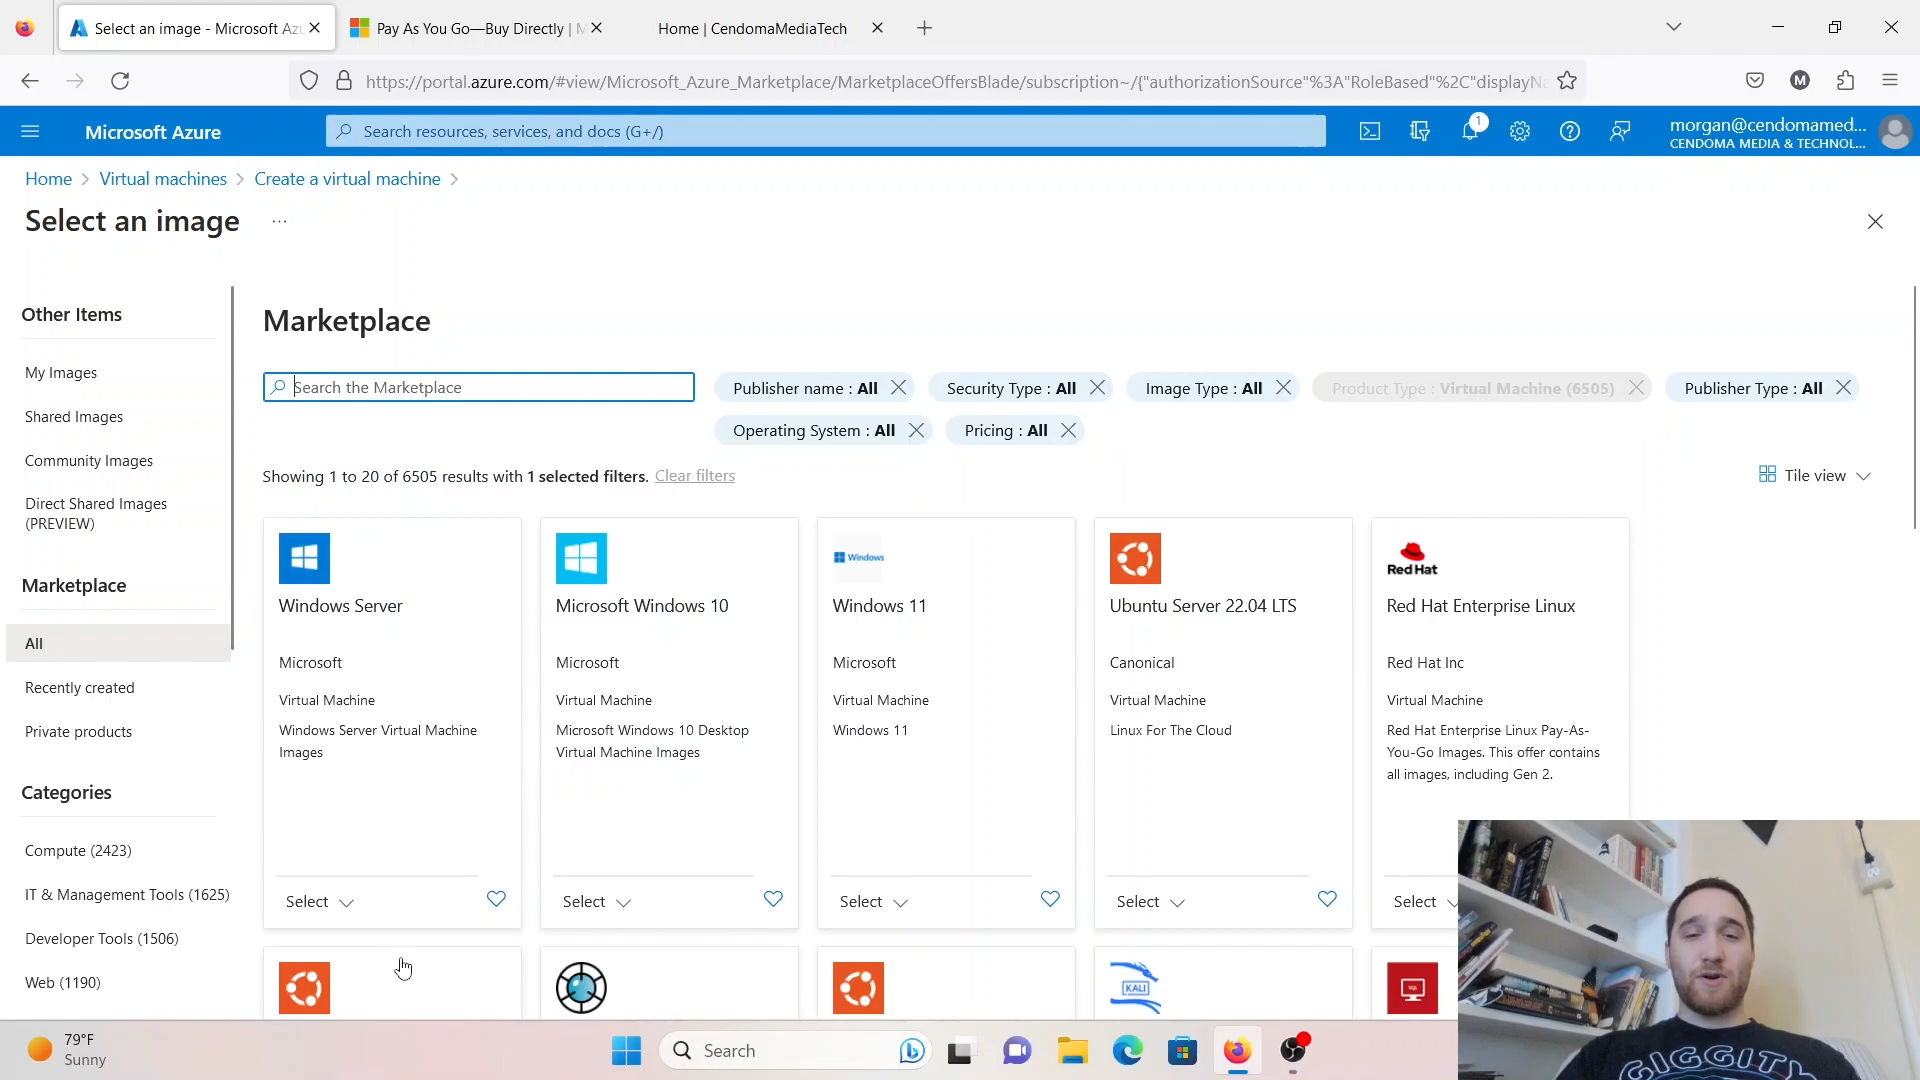 Select an image - Microsoft Azu
Pay As You Go—Buy Directly | M
Home | CendomaMediaTech
https://portal.azure.com/#view/Microsoft_Azure_Marketplace/MarketplaceOffersBlade/subscription~/{"authorizationSource"%3A"RoleBased"%2C"displayNa
M
Microsoft Azure
Search resources, services, and docs (G+/)
1
morgan@cendomamed...
CENDOMA MEDIA & TECHNOL...
Home > Virtual machines > Create a virtual machine >
Select an image ...
Other Items
My Images
Shared Images
Community Images
Direct Shared Images
(PREVIEW)
Marketplace
All
Recently created
Private products
Categories
Compute (2423)
IT & Management Tools (1625)
Developer Tools (1506)
Web (1190)
Marketplace
Search the Marketplace
Publisher name : All
Security Type : All
Image Type : All
Product Type : Virtual Machine (6505)
Publisher Type : All
Operating System : All
Pricing : All
Showing 1 to 20 of 6505 results with 1 selected filters. Clear filters
Tile view
Windows Server
Microsoft
Virtual Machine
Windows Server Virtual Machine
Images
Select
Microsoft Windows 10
Microsoft
Virtual Machine
Microsoft Windows 10 Desktop
Virtual Machine Images
Select
Windows
Windows 11
Microsoft
Virtual Machine
Windows 11
Select
Ubuntu Server 22.04 LTS
Canonical
Virtual Machine
Linux For The Cloud
Select
Red Hat
Red Hat Enterprise Linux
Red Hat Inc
Virtual Machine
Red Hat Enterprise Linux Pay-As-
You-Go Images. This offer contains
all images, including Gen 2.
Select
KALI
SQL
79°F
Sunny
Search
GIGGITY